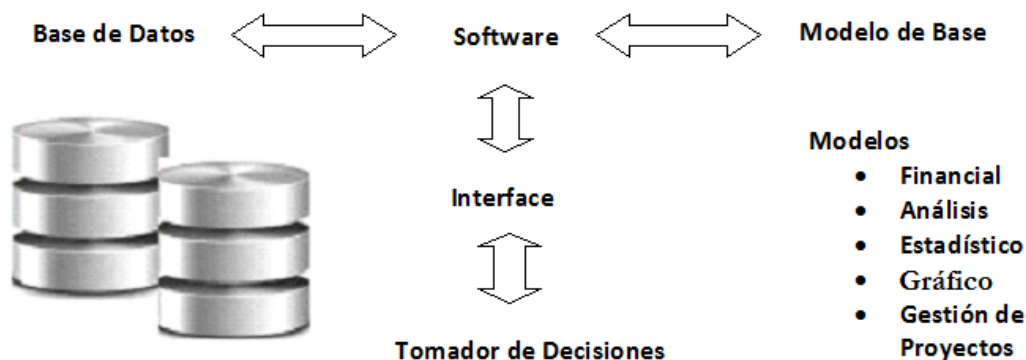 Base de Datos
Software
Modelo de Base
Interface
Tomador de Decisiones
Modelos
• Financial
• Análisis
• Estadístico
• Gráfico
• Gestión de
Proyectos